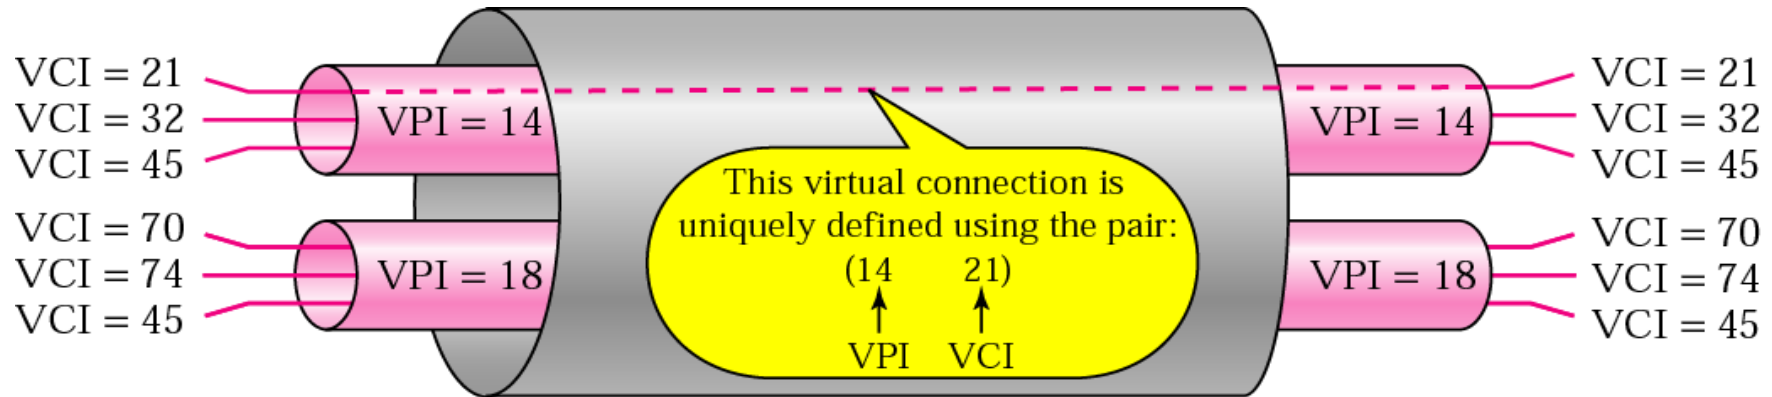 VCI = 21
VCI = 32
VCI = 45
VPI = 14
VCI = 70
VCI = 74
VCI = 45
VPI = 18
This virtual connection is
uniquely defined using the pair:
(14 21)
VPI VCI
VPI = 14
VCI = 21
VCI = 32
VCI = 45
VPI = 18
VCI = 70
VCI = 74
VCI = 45